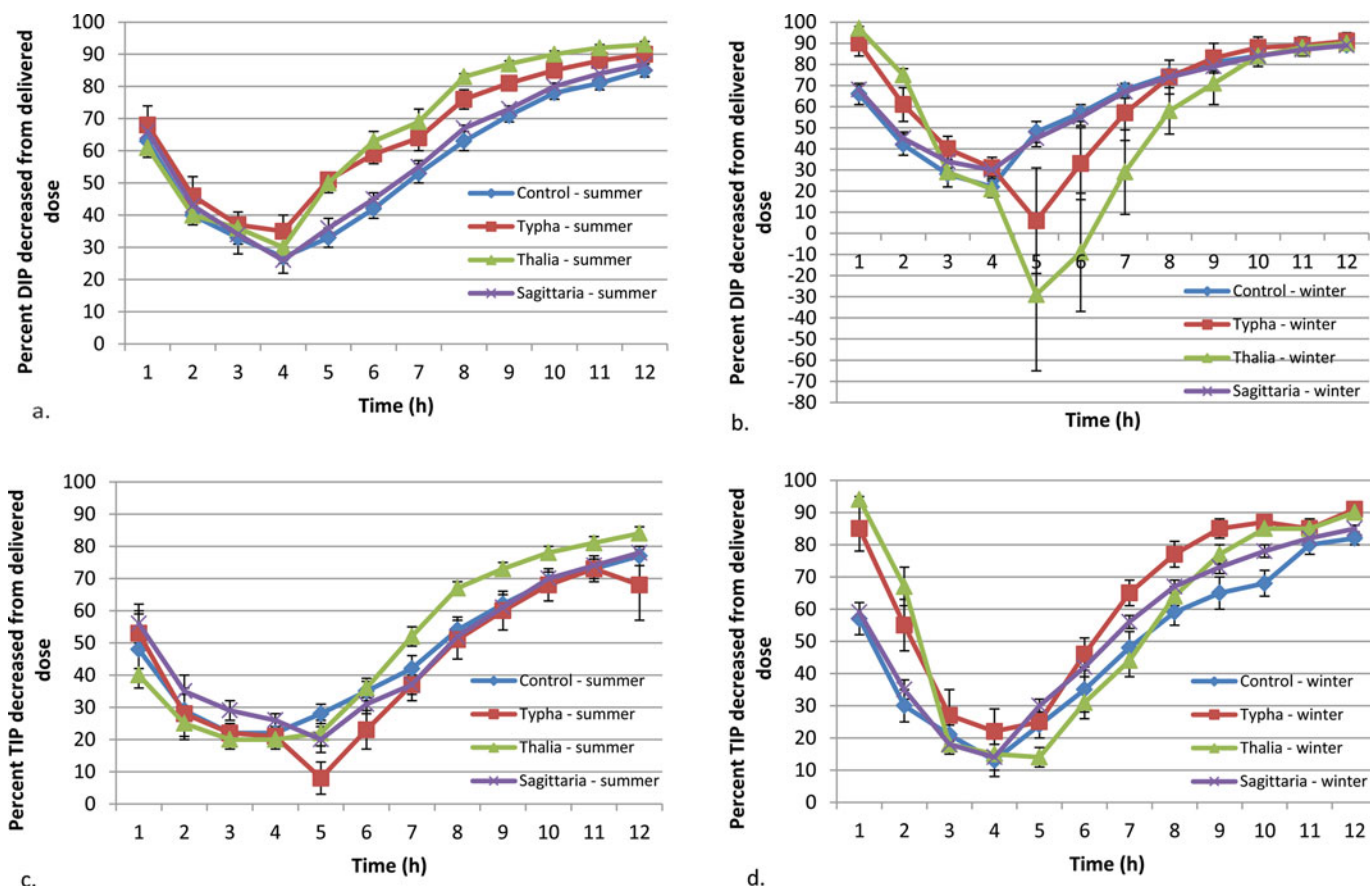 Percent DIP decreased from delivered
dose
100
90
80
70
60
50
40
30
20
10
0
1 2 3 4 5 6 7 8 9 10 11 12
Time (h)
Control - summer
Typha - summer
Thalia - summer
Sagittaria - summer
a.
Percent DIP decreased from delivered
dose
100
90
80
70
60
50
40
30
20
10
0
-10
-20
-30
-40
-50
-60
-70
-80
1 2 3 4 5 6 7 8 9 10 11 12
Time (h)
Control - winter
Typha - winter
Thalia - winter
Sagittaria - winter
b.
Percent TIP decreased from delivered
dose
100
90
80
70
60
50
40
30
20
10
0
1 2 3 4 5 6 7 8 9 10 11 12
Time (h)
Control - summer
Typha - summer
Thalia - summer
Sagittaria - summer
c.
Percent TIP decreased from delivered
dose
100
90
80
70
60
50
40
30
20
10
0
1 2 3 4 5 6 7 8 9 10 11 12
Time (h)
Control - winter
Typha - winter
Thalia - winter
Sagittaria - winter
d.